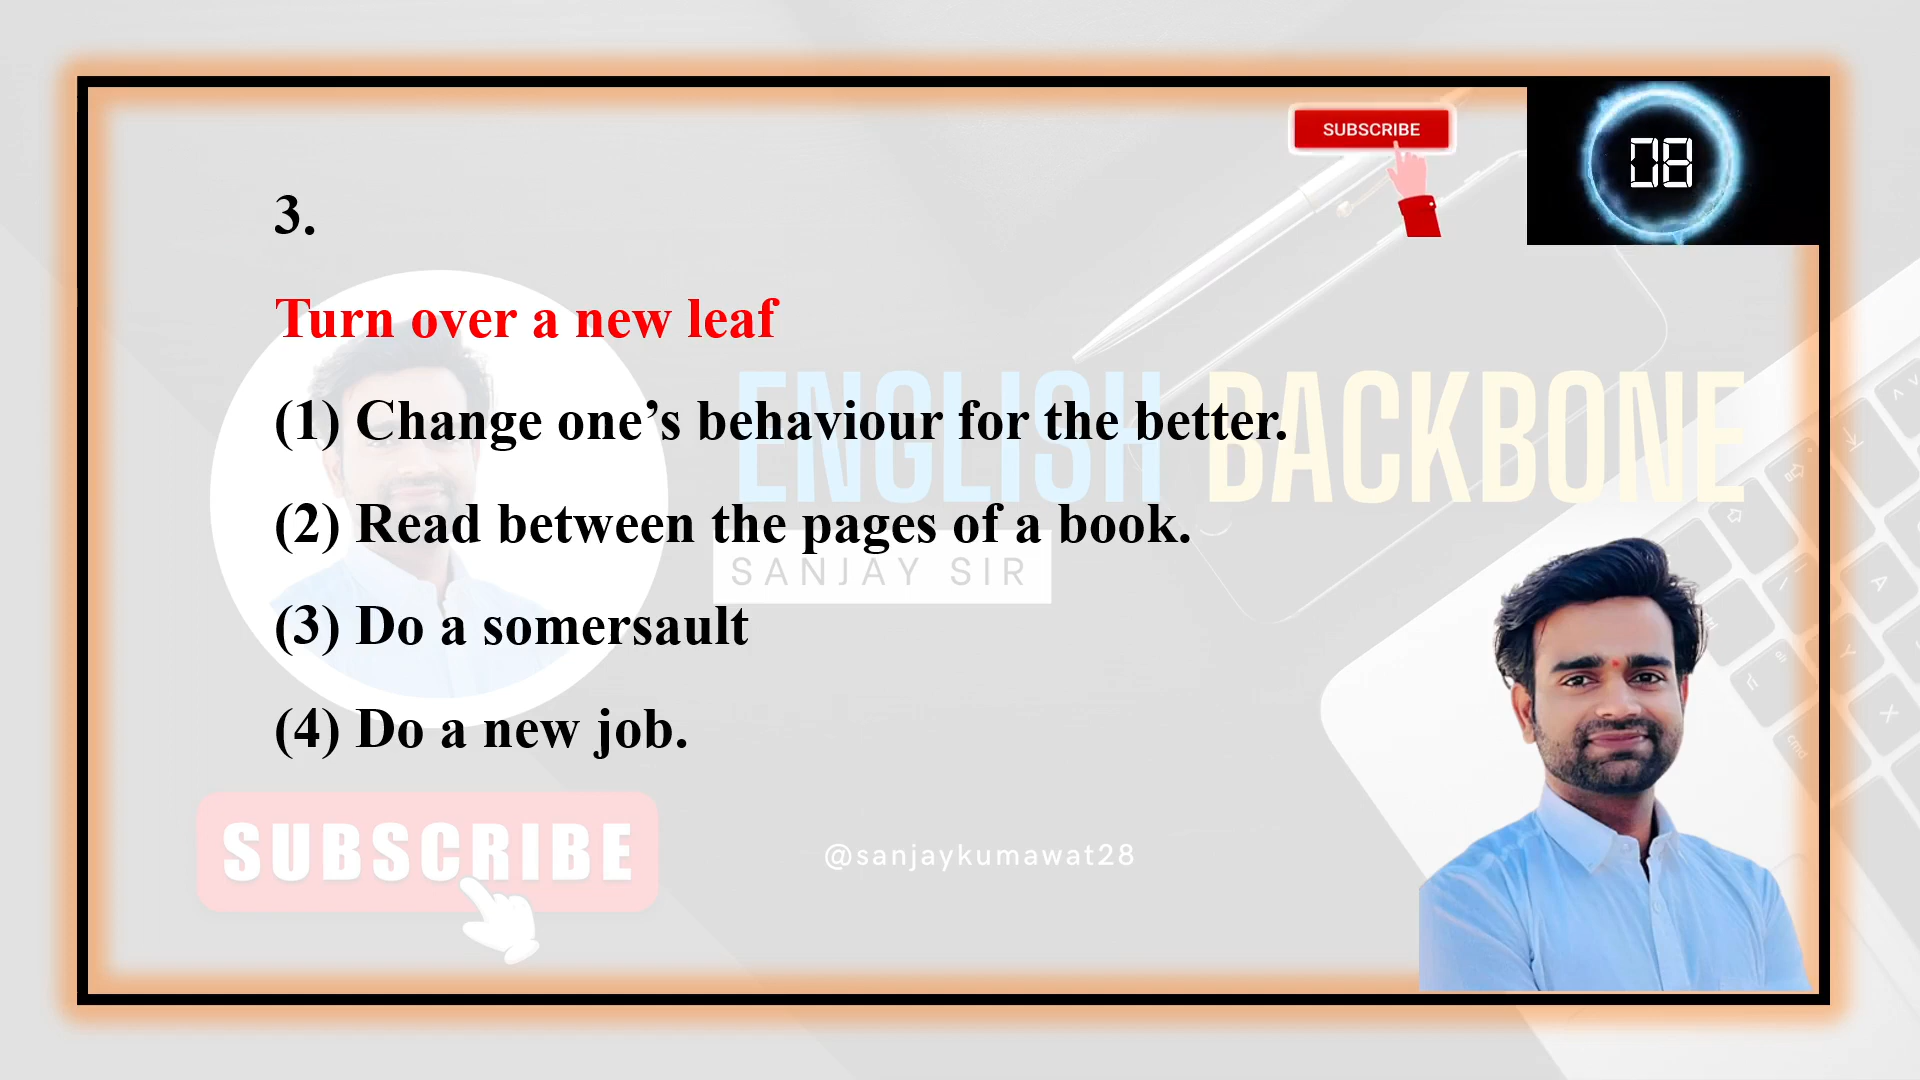 SUBSCRIBE
08
3.
Turn over a new leaf
(1) Change one’s behaviour for the better.
ENGLISH BACKBONE
(2) Read between the pages of a book.
SANJAY SIR
(3) Do a somersault
(4) Do a new job.
SUBSCRIBE
@sanjaykumawat28